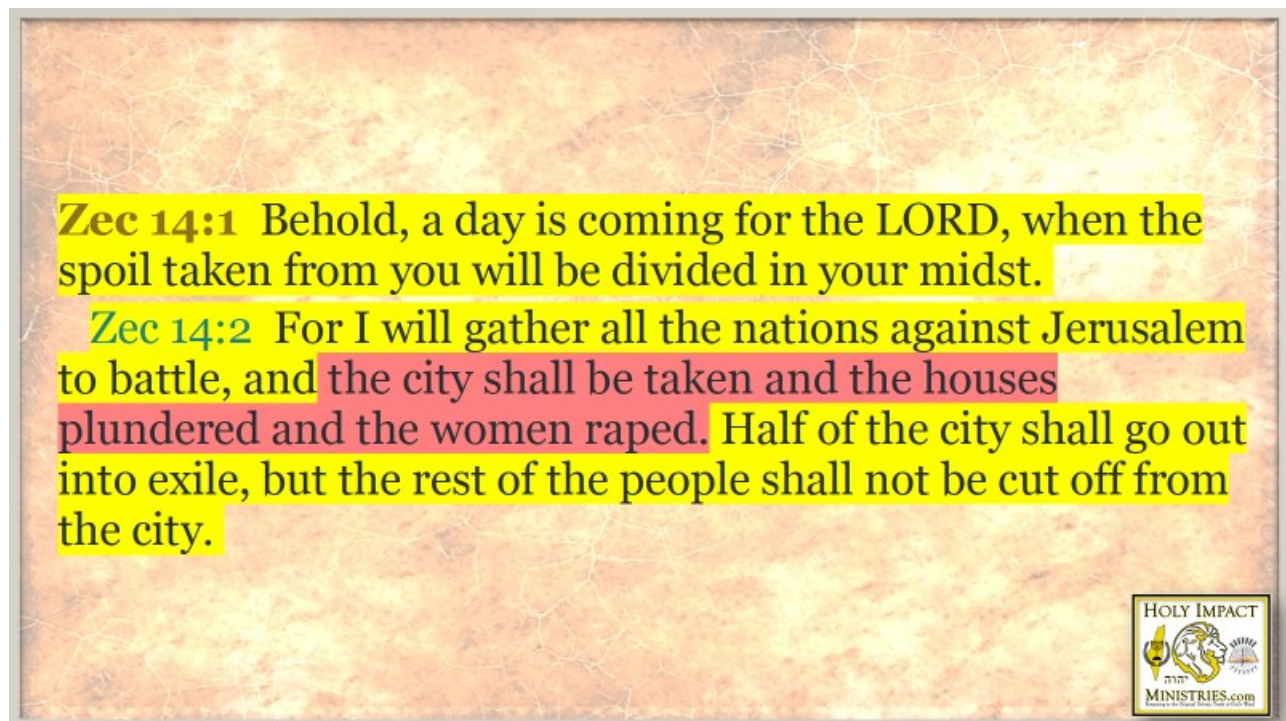 Zec 14:1 Behold, a day is coming for the LORD, when the
spoil taken from you will be divided in your midst.
Zec 14:2 For I will gather all the nations against Jerusalem
to battle, and the city shall be taken and the houses
plundered and the women raped. Half of the city shall go out
into exile, but the rest of the people shall not be cut off from
the city.
HOLY IMPACT
יהוה
MINISTRIES.com